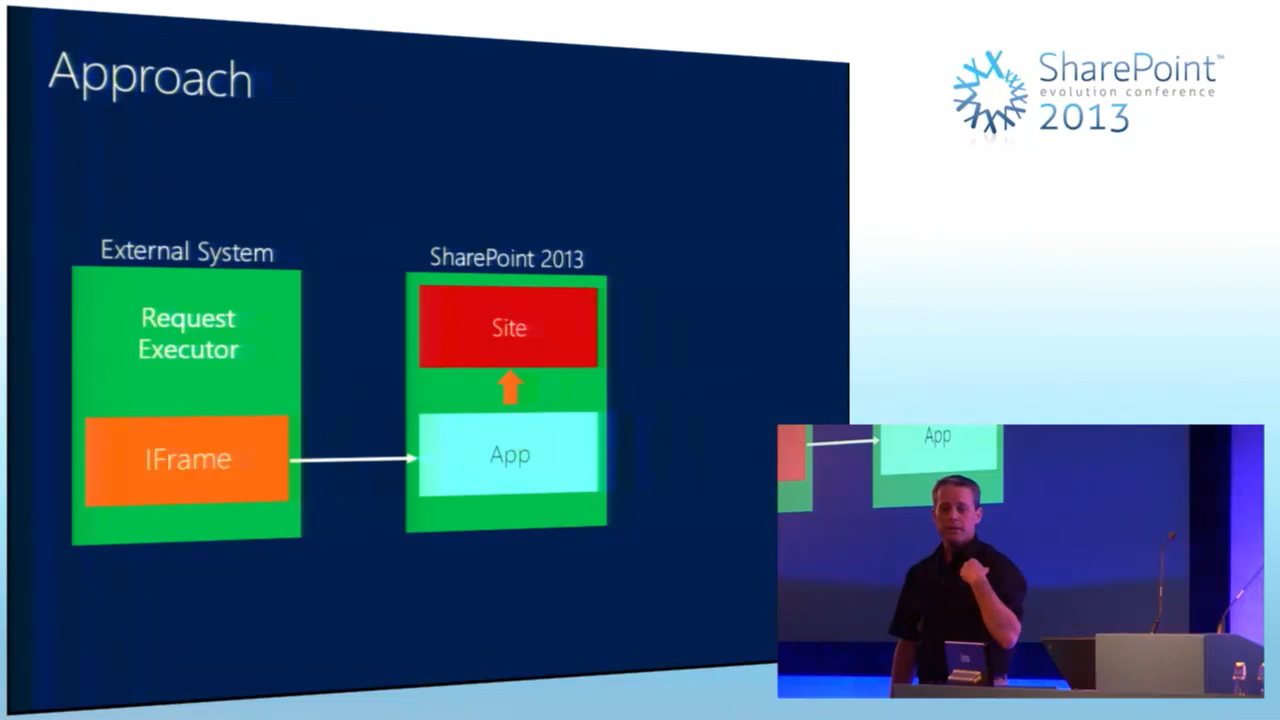 Approach
SharePoint™
evolution conference
2013
External System
SharePoint 2013
Request
Executor
Site
IFrame
App
App